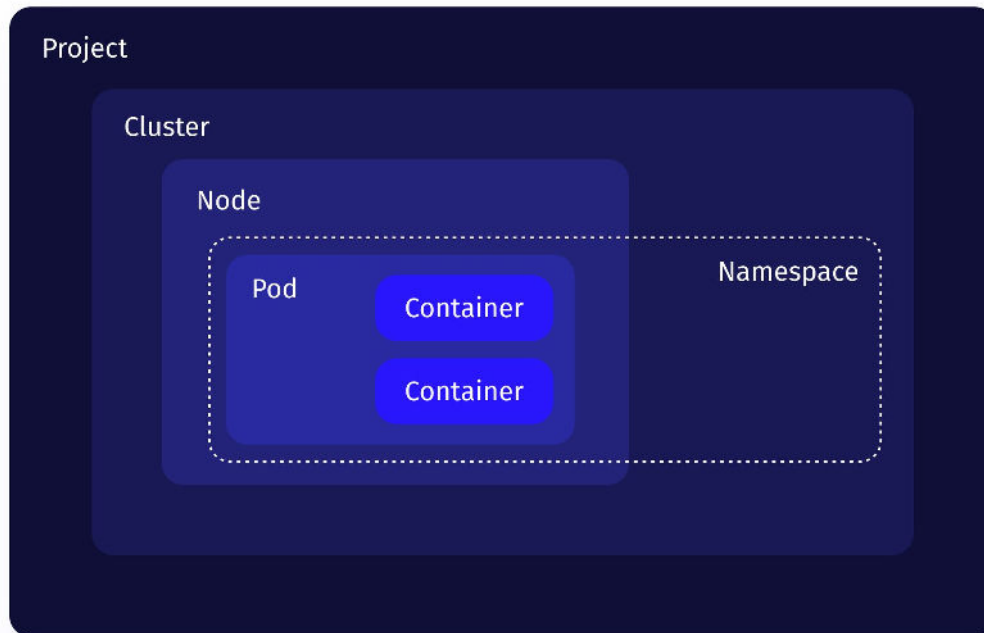 Project
Cluster
Node
Namespace
Pod
Container
Container